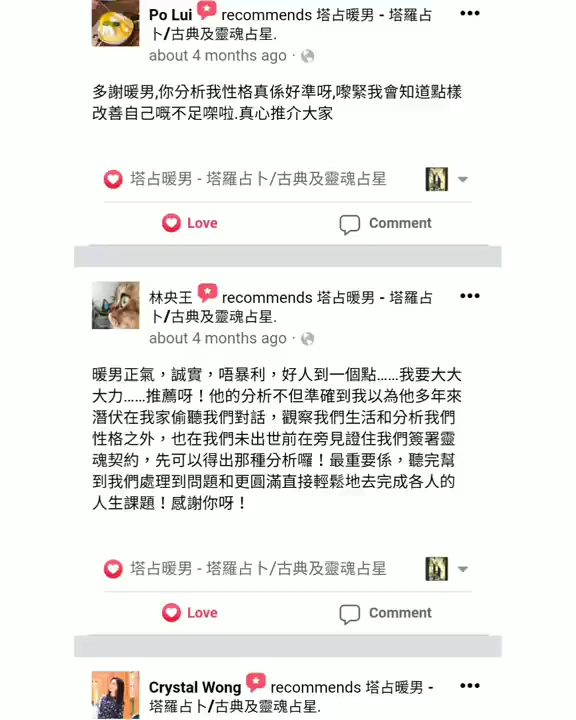 Po Lui recommends 塔占暖男 - 塔羅占
卜/古典及靈魂占星.
about 4 months ago ·
多謝暖男,你分析我性格真係好準呀,嚟緊我會知道點樣
改善自己嘅不足㗎啦.真心推介大家
塔占暖男 - 塔羅占卜/古典及靈魂占星
Love Comment
林央王 recommends 塔占暖男 - 塔羅占
卜/古典及靈魂占星.
about 4 months ago ·
暖男正氣，誠實，唔暴利，好人到一個點......我要大大
大力......推薦呀！他的分析不但準確到我以為他多年來
潛伏在我家偷聽我們對話，觀察我們生活和分析我們
性格之外，也在我們未出世前在旁見證住我們簽署靈
魂契約，先可以得出那種分析囉！最重要係，聽完幫
到我們處理到問題和更圓滿直接輕鬆地去完成各人的
人生課題！感謝你呀！
塔占暖男 - 塔羅占卜/古典及靈魂占星
Love Comment
Crystal Wong recommends 塔占暖男 -
塔羅占卜/古典及靈魂占星.